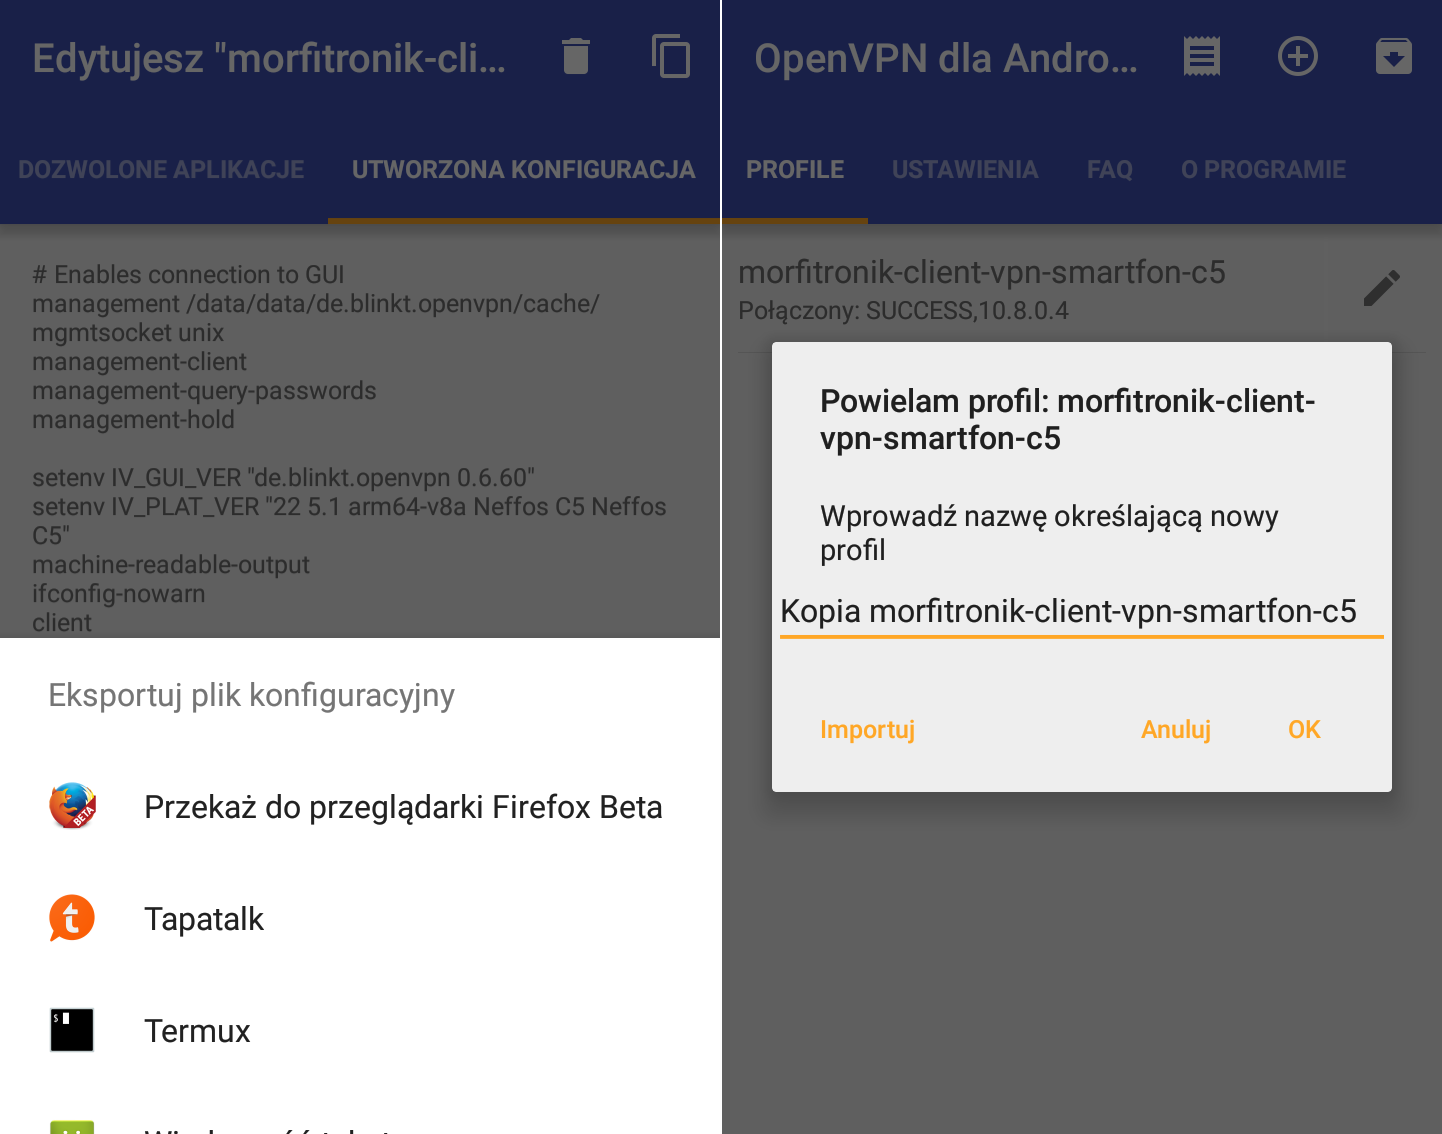 Edytujesz "morfitronik-cli...
DOZWOLONE APLIKACJE
UTWORZONA KONFIGURACJA
# Enables connection to GUI
management /data/data/de.blinkt.openvpn/cache/
mgmtsocket unix
management-client
management-query-passwords
management-hold
setenv IV_GUI_VER "de.blinkt.openvpn 0.6.60"
setenv IV_PLAT_VER "22 5.1 arm64-v8a Neffos C5 Neffos
C5"
machine-readable-output
ifconfig-nowarn
client
Eksportuj plik konfiguracyjny
BETA
Przekaż do przeglądarki Firefox Beta
Tapatalk
$
Termux
OpenVPN dla Andro...
PROFILE
USTAWIENIA
FAQ
O PROGRAMIE
morfitronik-client-vpn-smartfon-c5
Połączony: SUCCESS,10.8.0.4
Powielam profil: morfitronik-client-
vpn-smartfon-c5
Wprowadź nazwę określającą nowy
profil
Kopia morfitronik-client-vpn-smartfon-c5
Importuj
Anuluj
OK